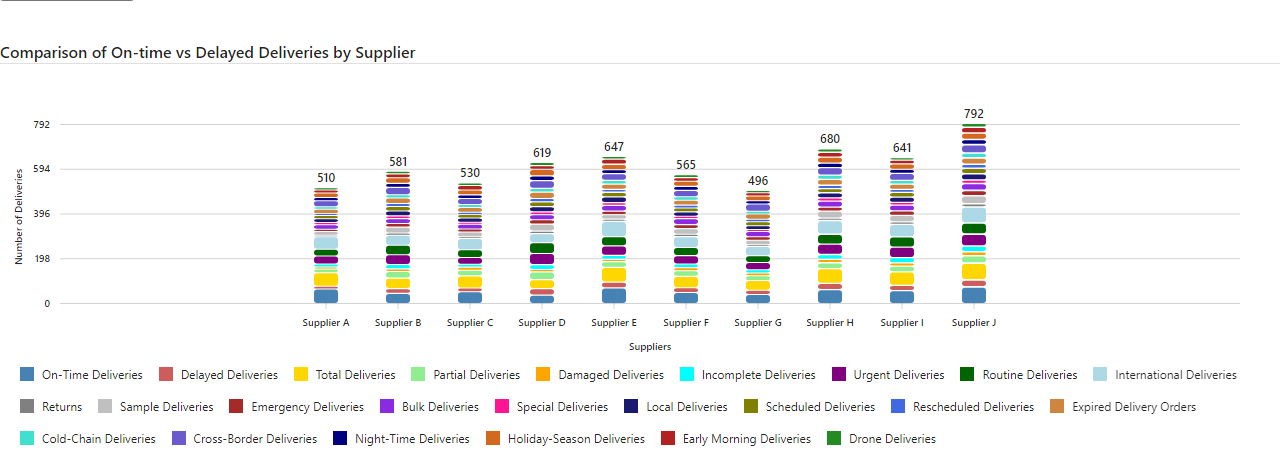 Comparison of On-time vs Delayed Deliveries by Supplier
792
594
396
198
0
Number of Deliveries
510
581
530
619
647
565
496
680
641
792
Supplier A
Supplier B
Supplier C
Supplier D
Supplier E
Supplier F
Supplier G
Supplier H
Supplier I
Supplier J
Suppliers
On-Time Deliveries Delayed Deliveries Total Deliveries Partial Deliveries Damaged Deliveries Incomplete Deliveries Urgent Deliveries Routine Deliveries International Deliveries
Returns Sample Deliveries Emergency Deliveries Bulk Deliveries Special Deliveries Local Deliveries Scheduled Deliveries Rescheduled Deliveries Expired Delivery Orders
Cold-Chain Deliveries Cross-Border Deliveries Night-Time Deliveries Holiday-Season Deliveries Early Morning Deliveries Drone Deliveries